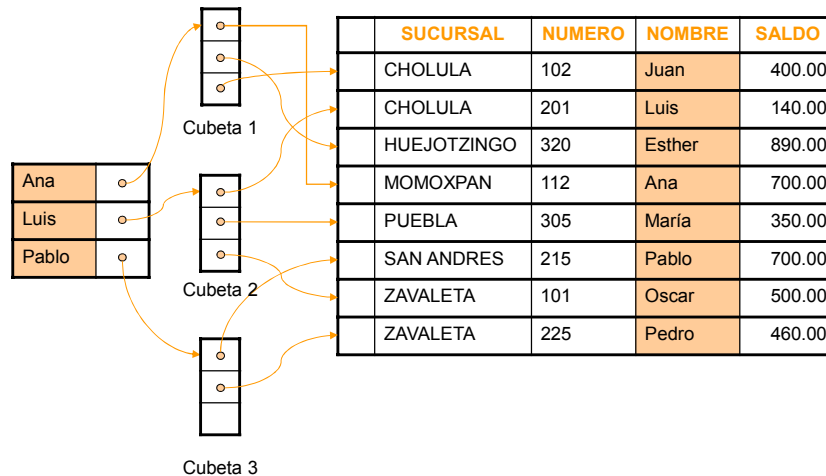 SUCURSAL NUMERO NOMBRE SALDO
CHOLULA 102 Juan 400.00
CHOLULA 201 Luis 140.00
HUEJOTZINGO 320 Esther 890.00
MOMOXPAN 112 Ana 700.00
PUEBLA 305 María 350.00
SAN ANDRES 215 Pablo 700.00
ZAVALETA 101 Oscar 500.00
ZAVALETA 225 Pedro 460.00
Cubeta 1
Ana
Luis
Pablo
Cubeta 2
Cubeta 3